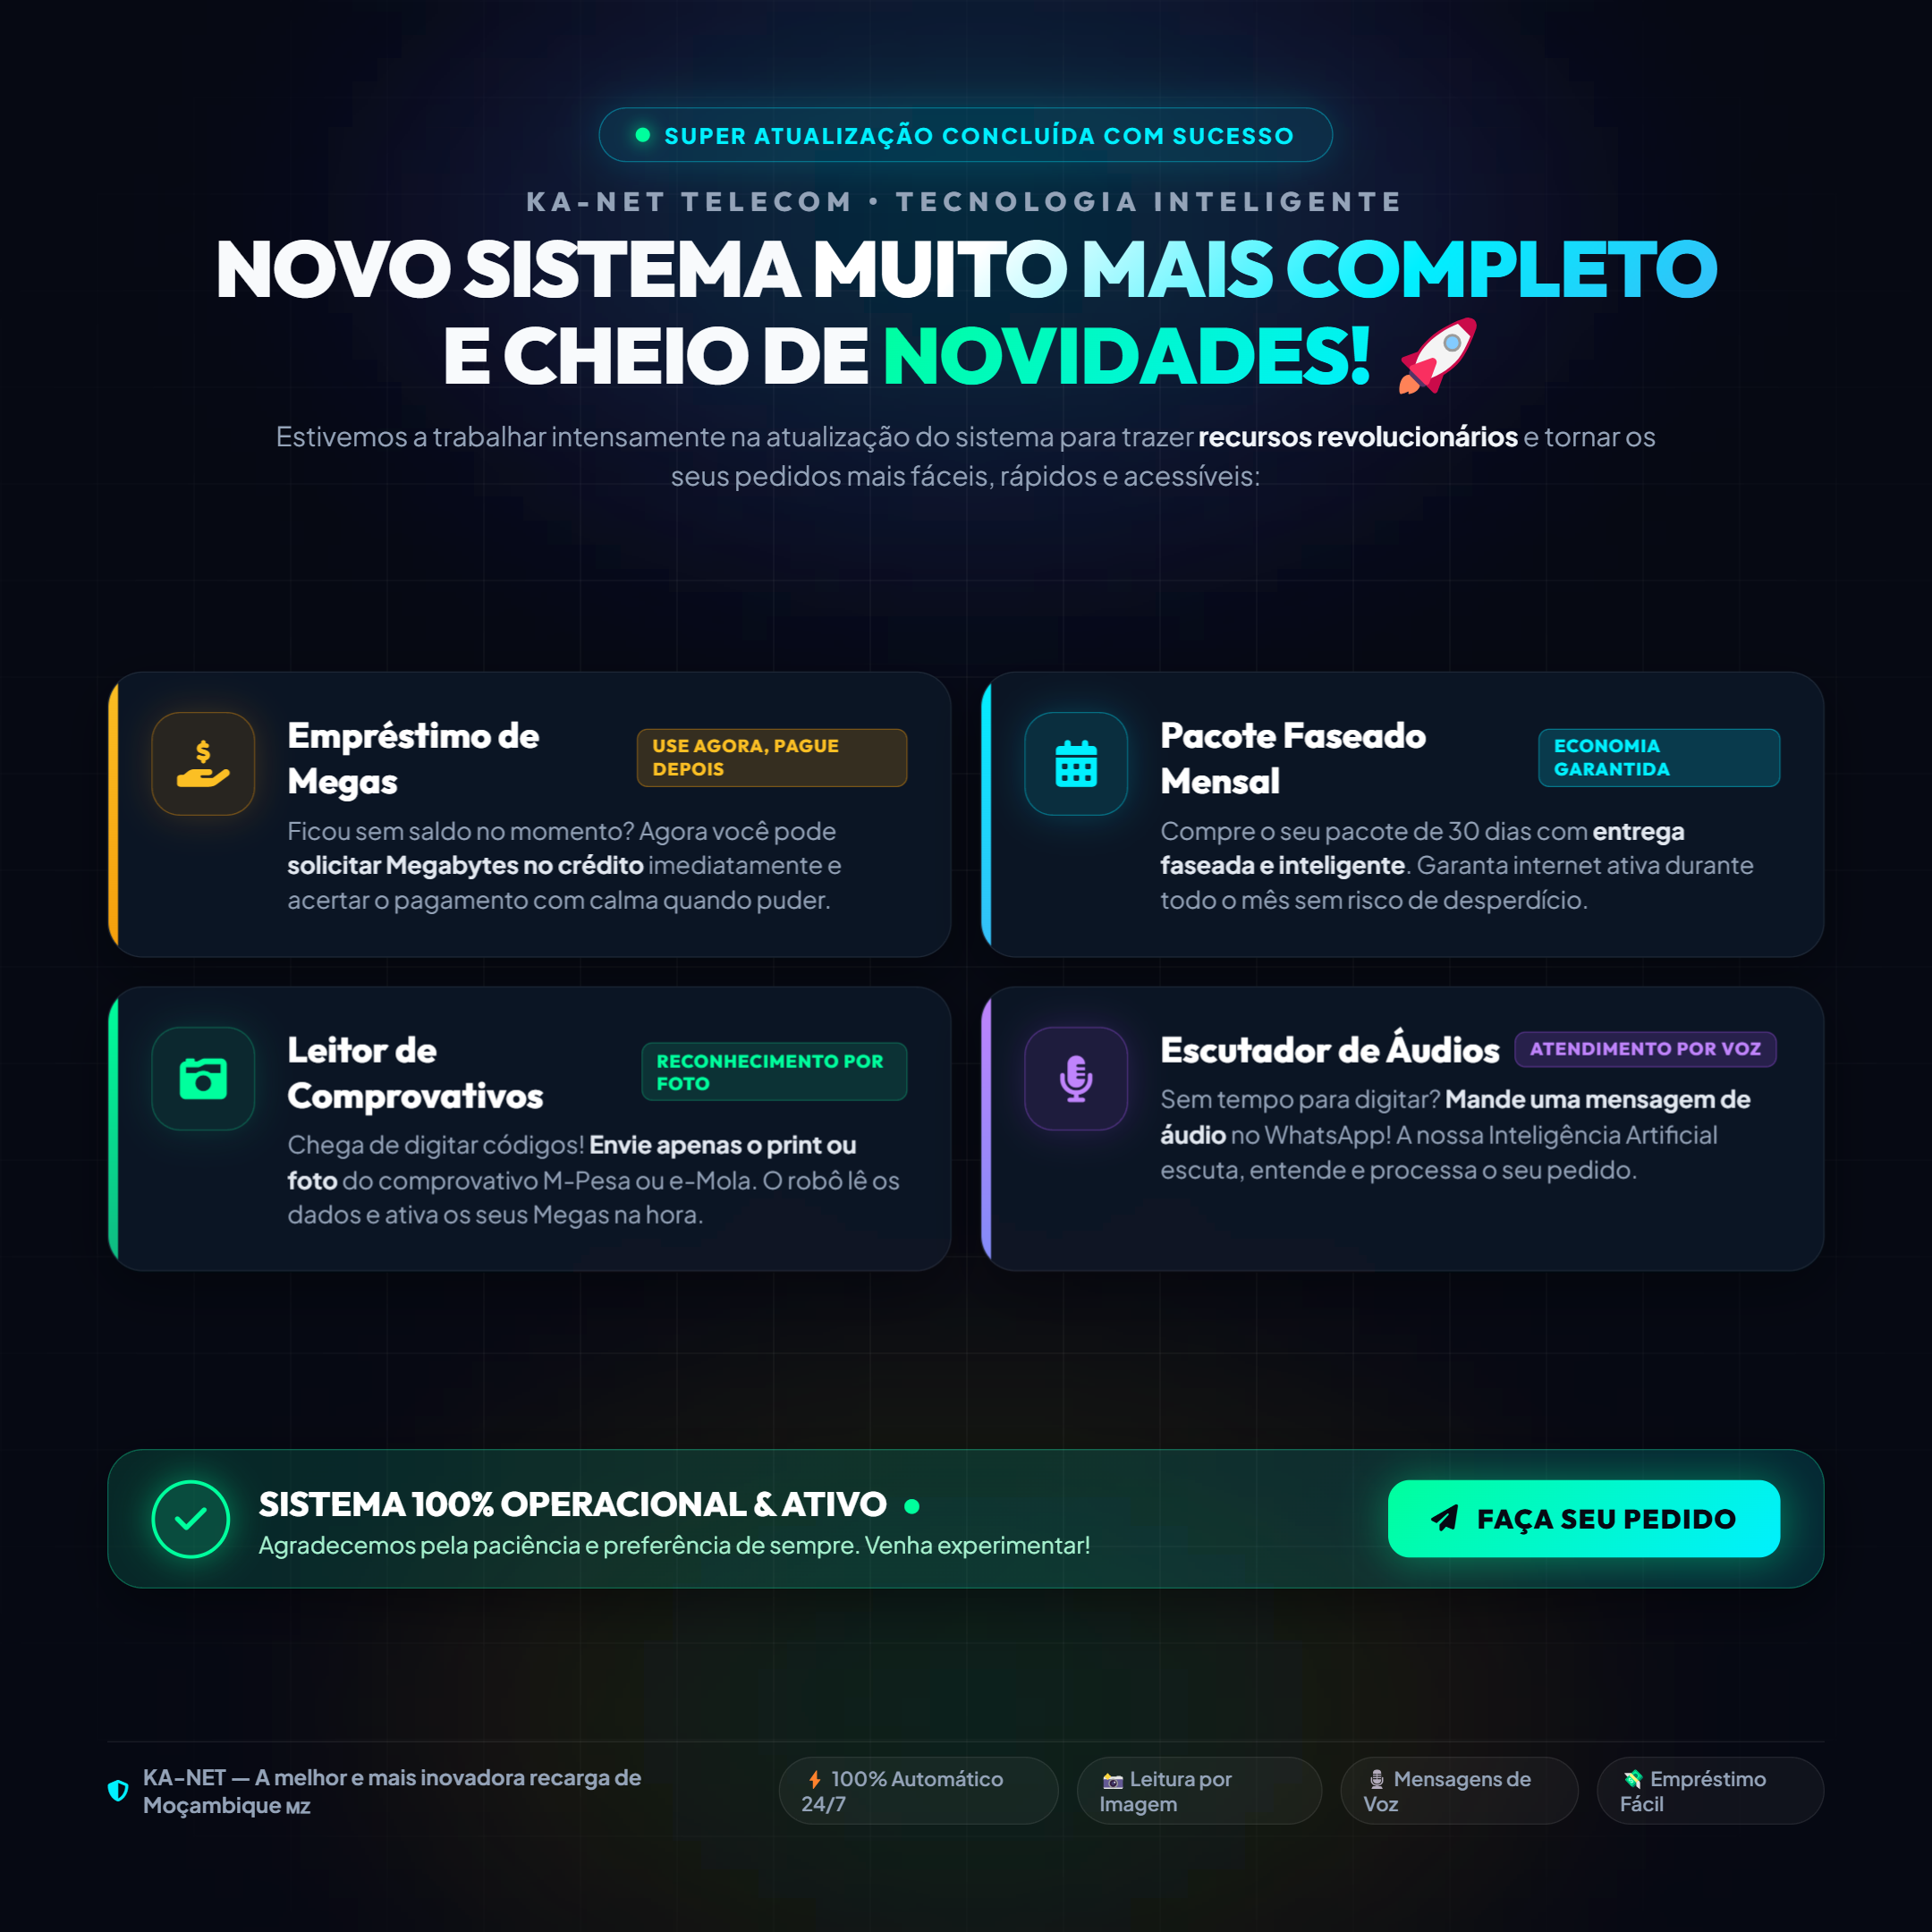 SUPER ATUALIZAÇÃO CONCLUÍDA COM SUCESSO
KA-NET TELECOM • TECNOLOGIA INTELIGENTE
NOVO SISTEMA MUITO MAIS COMPLETO
E CHEIO DE NOVIDADES! 🚀
Estivemos a trabalhar intensamente na atualização do sistema para trazer recursos revolucionários e tornar os
seus pedidos mais fáceis, rápidos e acessíveis:
Empréstimo de
Megas
USE AGORA, PAGUE
DEPOIS
Ficou sem saldo no momento? Agora você pode
solicitar Megabytes no crédito imediatamente e
acertar o pagamento com calma quando puder.
Pacote Faseado
Mensal
ECONOMIA
GARANTIDA
Compre o seu pacote de 30 dias com entrega
faseada e inteligente. Garanta internet ativa durante
todo o mês sem risco de desperdício.
Leitor de
Comprovativos
RECONHECIMENTO POR
FOTO
Chega de digitar códigos! Envie apenas o print ou
foto do comprovativo M-Pesa ou e-Mola. O robô lê os
dados e ativa os seus Megas na hora.
Escutador de Áudios
ATENDIMENTO POR VOZ
Sem tempo para digitar? Mande uma mensagem de
áudio no WhatsApp! A nossa Inteligência Artificial
escuta, entende e processa o seu pedido.
SISTEMA 100% OPERACIONAL & ATIVO
Agradecemos pela paciência e preferência de sempre. Venha experimentar!
FAÇA SEU PEDIDO
KA-NET — A melhor e mais inovadora recarga de
Moçambique MZ
⚡ 100% Automático
24/7
📸 Leitura por
Imagem
🎙️ Mensagens de
Voz
💸 Empréstimo
Fácil